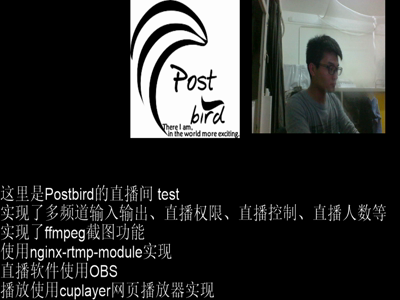 Post
bird
There I am,
in the world more exciting.
这里是Postbird的直播间 test
实现了多频道输入输出、直播权限、直播控制、直播人数等
实现了ffmpeg截图功能
使用nginx-rtmp-module实现
直播软件使用OBS
播放使用cuplayer网页播放器实现